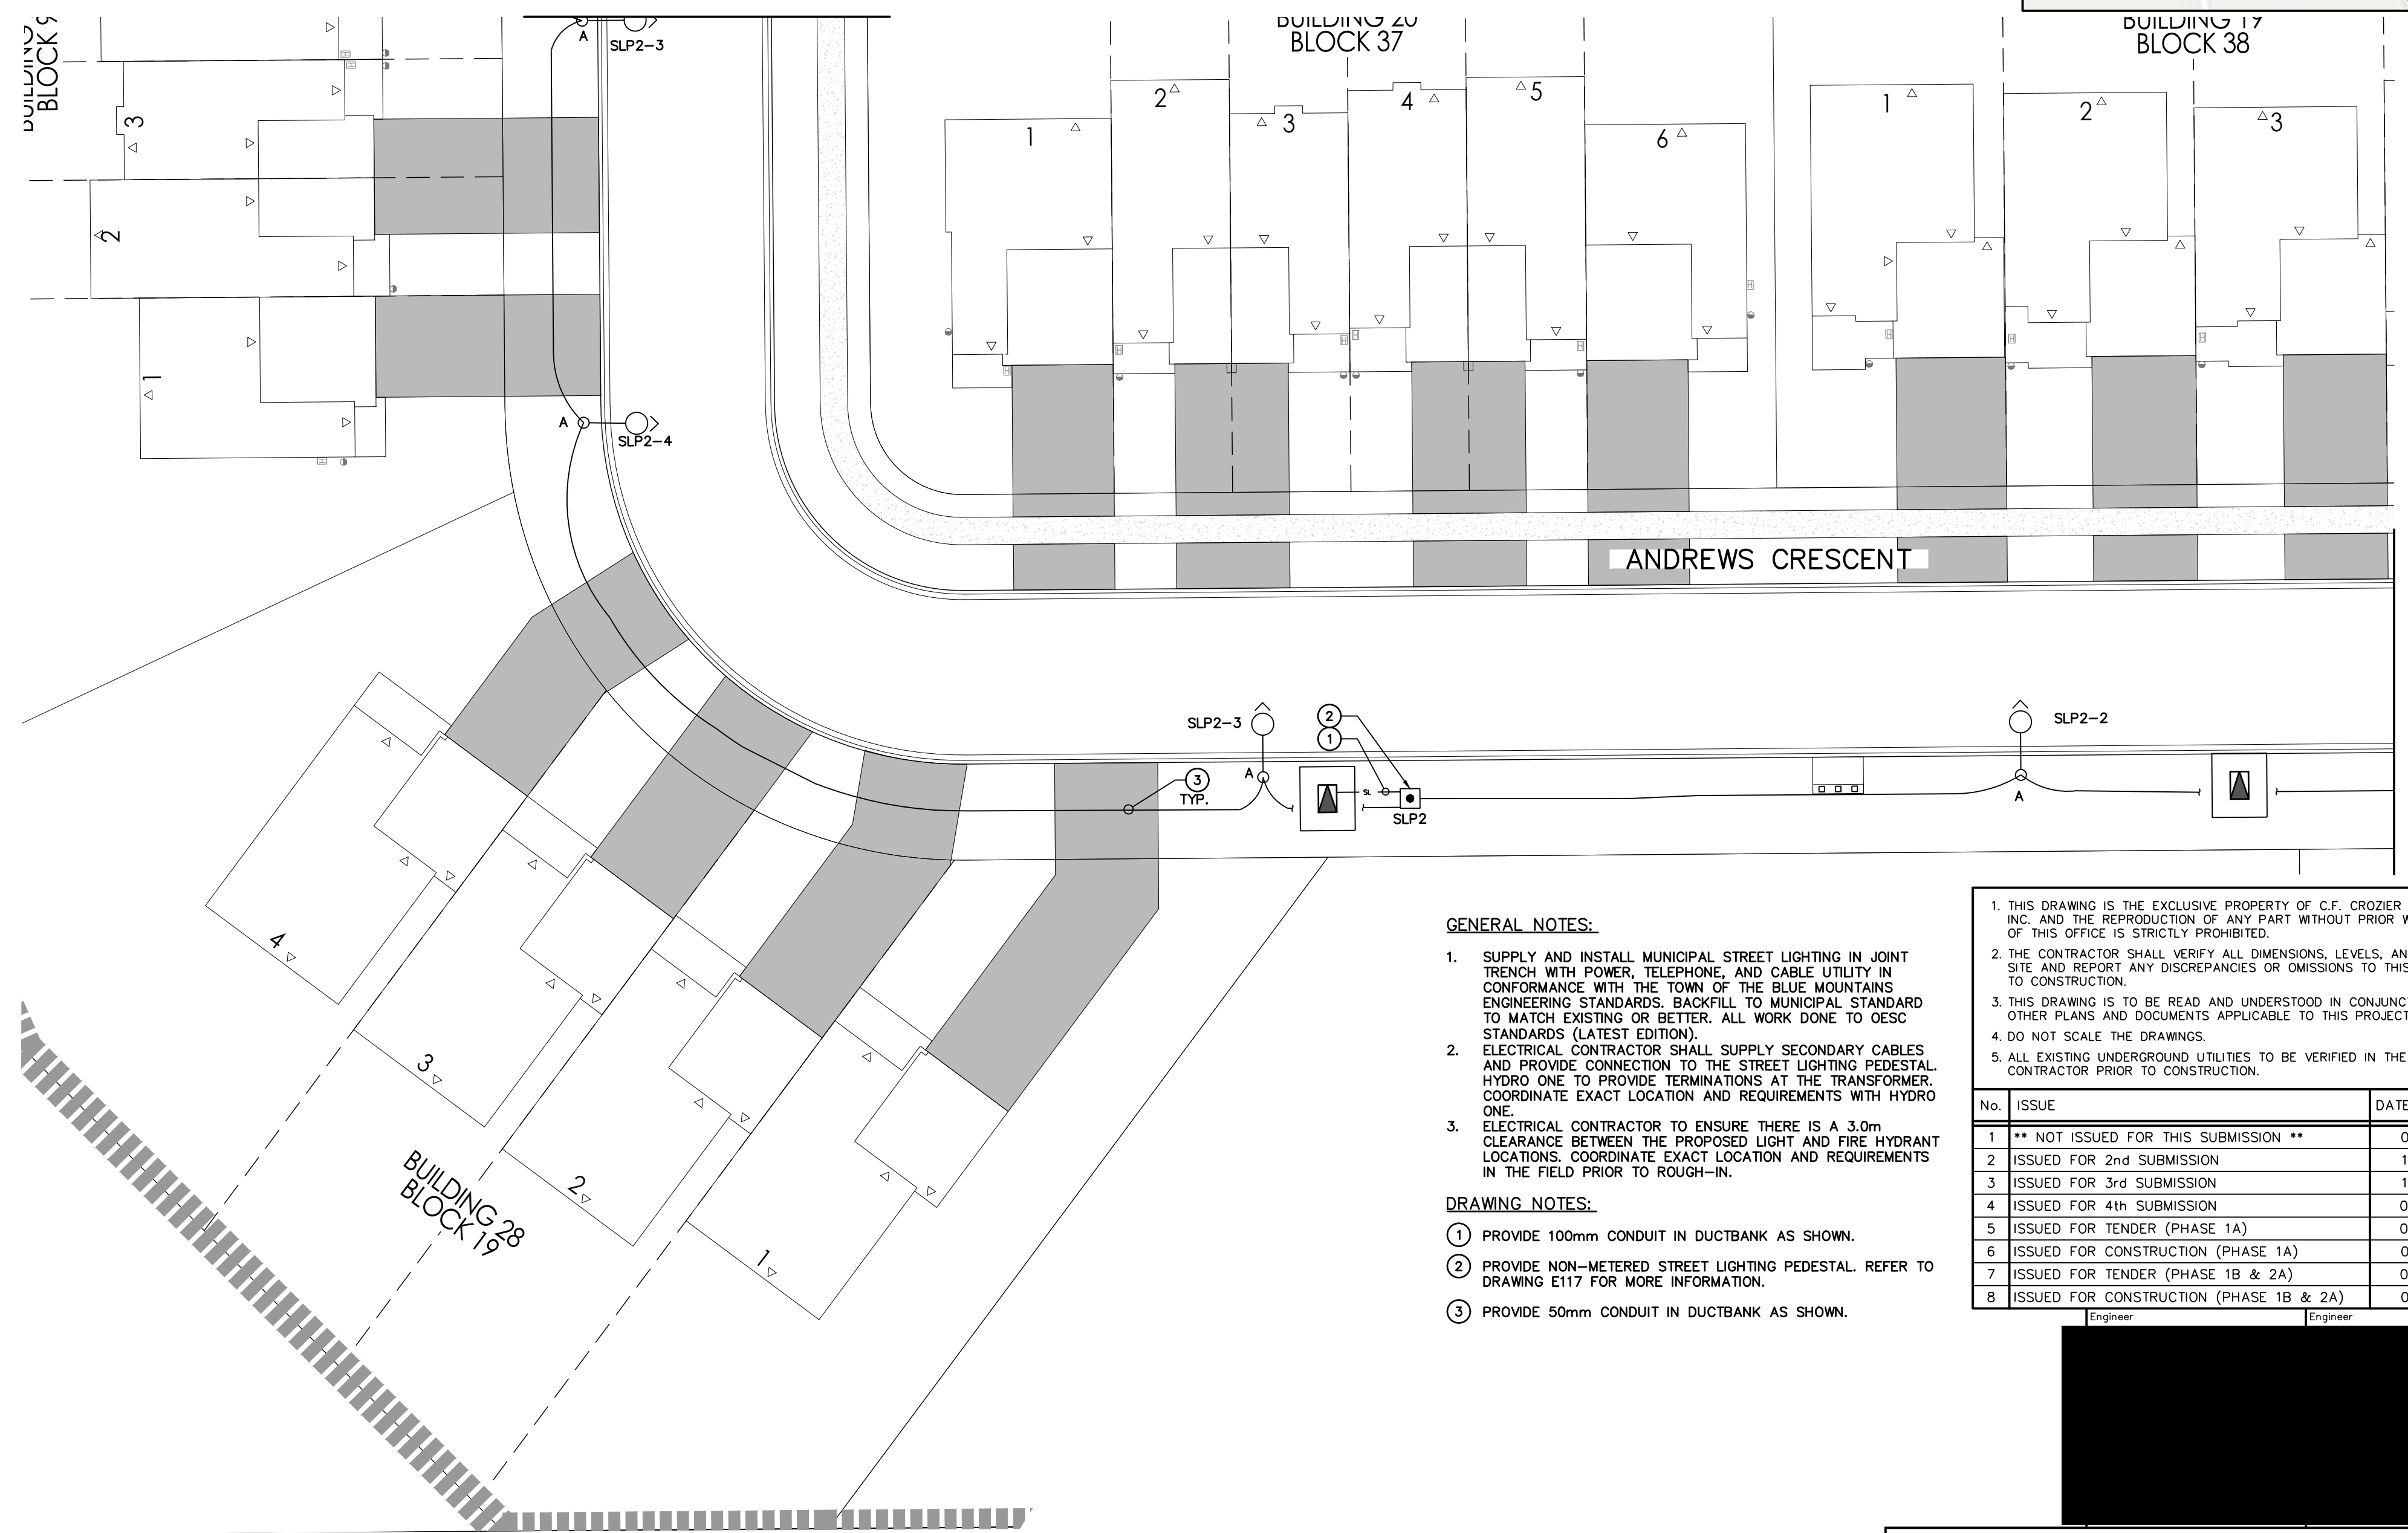 BUILDING 9
BLOCK
3
2
1
A
SLP2-3
A
SLP2-4
BUILDING 20
BLOCK 37
1
2
3
4
5
6
BUILDING 19
BLOCK 38
1
2
3
ANDREWS CRESCENT
SLP2-3
2
1
A
3
TYP.
SL
SLP2
SLP2-2
A
4
3
2
1
BUILDING 28
BLOCK 19
GENERAL NOTES:
1. SUPPLY AND INSTALL MUNICIPAL STREET LIGHTING IN JOINT
TRENCH WITH POWER, TELEPHONE, AND CABLE UTILITY IN
CONFORMANCE WITH THE TOWN OF THE BLUE MOUNTAINS
ENGINEERING STANDARDS. BACKFILL TO MUNICIPAL STANDARD
TO MATCH EXISTING OR BETTER. ALL WORK DONE TO OESC
STANDARDS (LATEST EDITION).
2. ELECTRICAL CONTRACTOR SHALL SUPPLY SECONDARY CABLES
AND PROVIDE CONNECTION TO THE STREET LIGHTING PEDESTAL.
HYDRO ONE TO PROVIDE TERMINATIONS AT THE TRANSFORMER.
COORDINATE EXACT LOCATION AND REQUIREMENTS WITH HYDRO
ONE.
3. ELECTRICAL CONTRACTOR TO ENSURE THERE IS A 3.0m
CLEARANCE BETWEEN THE PROPOSED LIGHT AND FIRE HYDRANT
LOCATIONS. COORDINATE EXACT LOCATION AND REQUIREMENTS
IN THE FIELD PRIOR TO ROUGH-IN.
DRAWING NOTES:
1 PROVIDE 100mm CONDUIT IN DUCTBANK AS SHOWN.
2 PROVIDE NON-METERED STREET LIGHTING PEDESTAL. REFER TO
DRAWING E117 FOR MORE INFORMATION.
3 PROVIDE 50mm CONDUIT IN DUCTBANK AS SHOWN.
1. THIS DRAWING IS THE EXCLUSIVE PROPERTY OF C.F. CROZIER
INC. AND THE REPRODUCTION OF ANY PART WITHOUT PRIOR
OF THIS OFFICE IS STRICTLY PROHIBITED.
2. THE CONTRACTOR SHALL VERIFY ALL DIMENSIONS, LEVELS, AN
SITE AND REPORT ANY DISCREPANCIES OR OMISSIONS TO THIS
TO CONSTRUCTION.
3. THIS DRAWING IS TO BE READ AND UNDERSTOOD IN CONJUNC
OTHER PLANS AND DOCUMENTS APPLICABLE TO THIS PROJECT
4. DO NOT SCALE THE DRAWINGS.
5. ALL EXISTING UNDERGROUND UTILITIES TO BE VERIFIED IN THE
CONTRACTOR PRIOR TO CONSTRUCTION.
No. ISSUE DATE
1 ** NOT ISSUED FOR THIS SUBMISSION ** 0
2 ISSUED FOR 2nd SUBMISSION 1
3 ISSUED FOR 3rd SUBMISSION 1
4 ISSUED FOR 4th SUBMISSION 0
5 ISSUED FOR TENDER (PHASE 1A) 0
6 ISSUED FOR CONSTRUCTION (PHASE 1A) 0
7 ISSUED FOR TENDER (PHASE 1B & 2A) 0
8 ISSUED FOR CONSTRUCTION (PHASE 1B & 2A) 0
Engineer Engineer